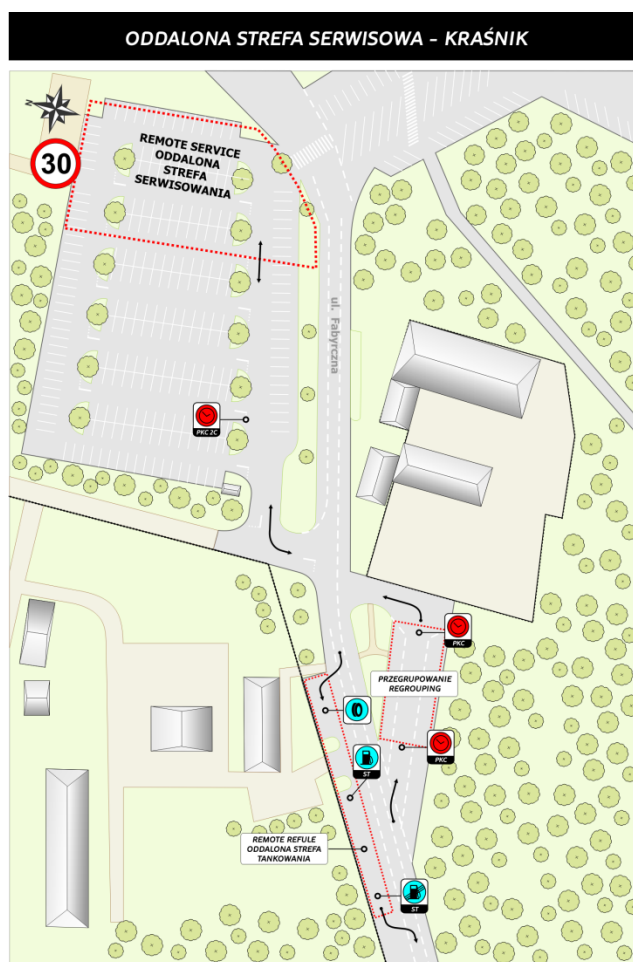 ODDALONA STREFA SERWISOWA - KRAŚNIK
N
30
REMOTE SERVICE
ODDALONA
STREFA
SERWISOWANIA
ul. Fabyrczna
PKC 2C
PKC
PRZEGRUPOWANIE
REGROUPING
PKC
ST
REMOTE REFULE
ODDALONA STREFA
TANKOWANIA
ST